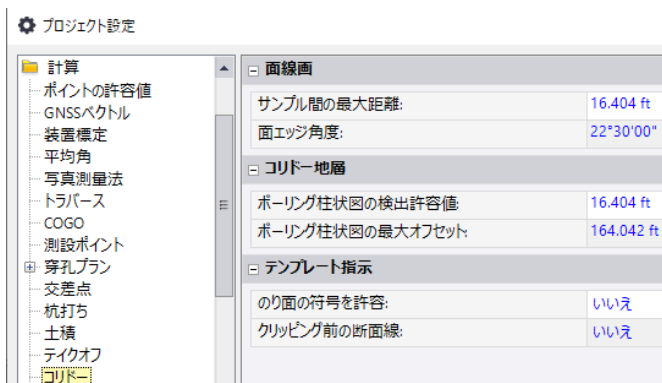 プロジェクト設定
計算
ポイントの許容値
GNSSベクトル
装置標定
平均角
写真測量法
トラバース
COGO
測設ポイント
穿孔プラン
交差点
杭打ち
土積
テイクオフ
コリドー
面線画
サンプル間の最大距離: 16.404 ft
面エッジ角度: 22°30'00"
コリドー地層
ボーリング柱状図の検出許容値: 16.404 ft
ボーリング柱状図の最大オフセット: 164.042 ft
テンプレート指示
のり面の符号を許容: いいえ
クリッピング前の断面線: いいえ